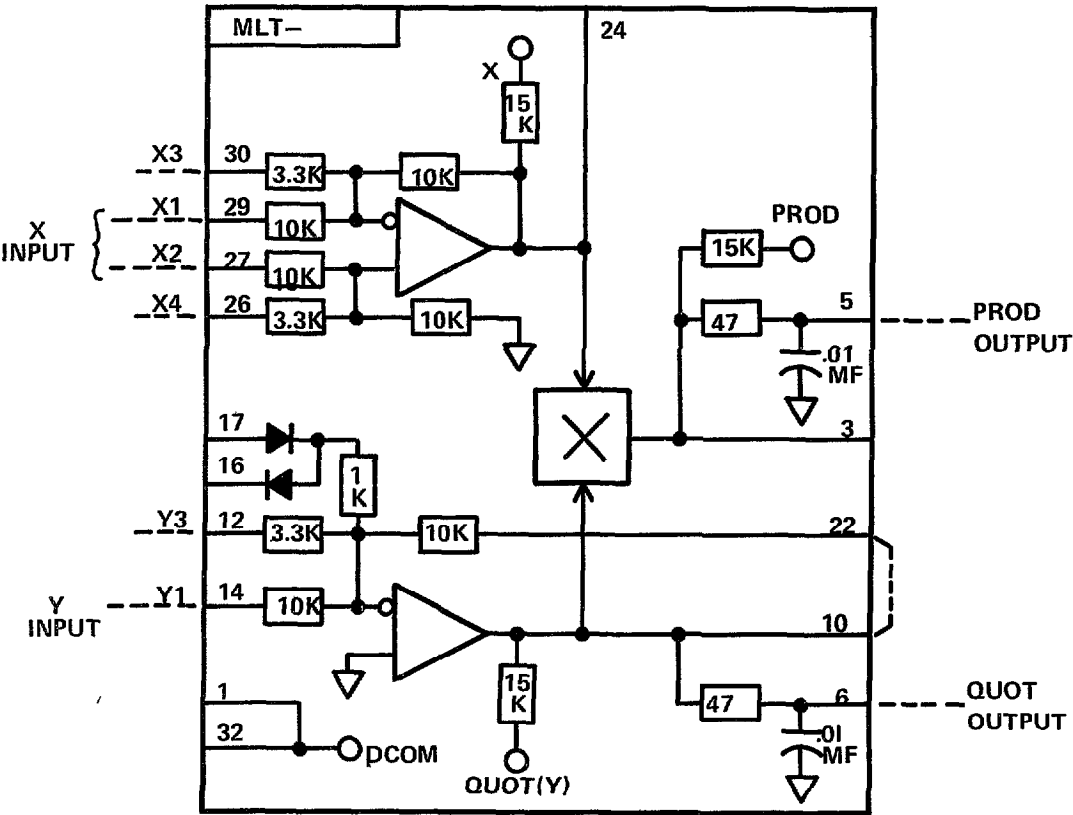 MLT–
24
X
15
K
X3 30 3.3K 10K
X1 29 10K
X
INPUT
X2 27 10K
X4 26 3.3K 10K
PROD
15K
5
47
PROD
OUTPUT
.01
MF
3
17
16
1
K
Y3 12 3.3K 10K 22
Y1 14 10K
Y
INPUT
10
15
K
1
32
DCOM
QUOT(Y)
47
6
QUOT
OUTPUT
.01
MF